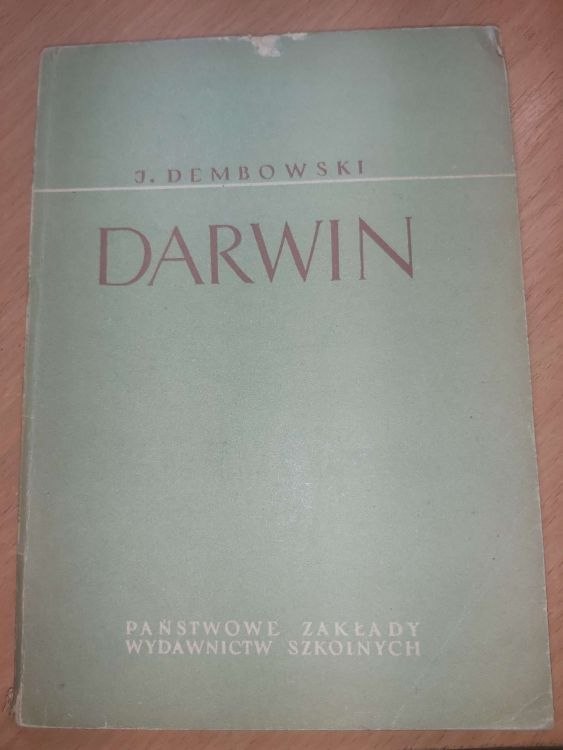 J. DEMBOWSKI
DARWIN
PAŃSTWOWE ZAKŁADY
WYDAWNICTW SZKOLNYCH